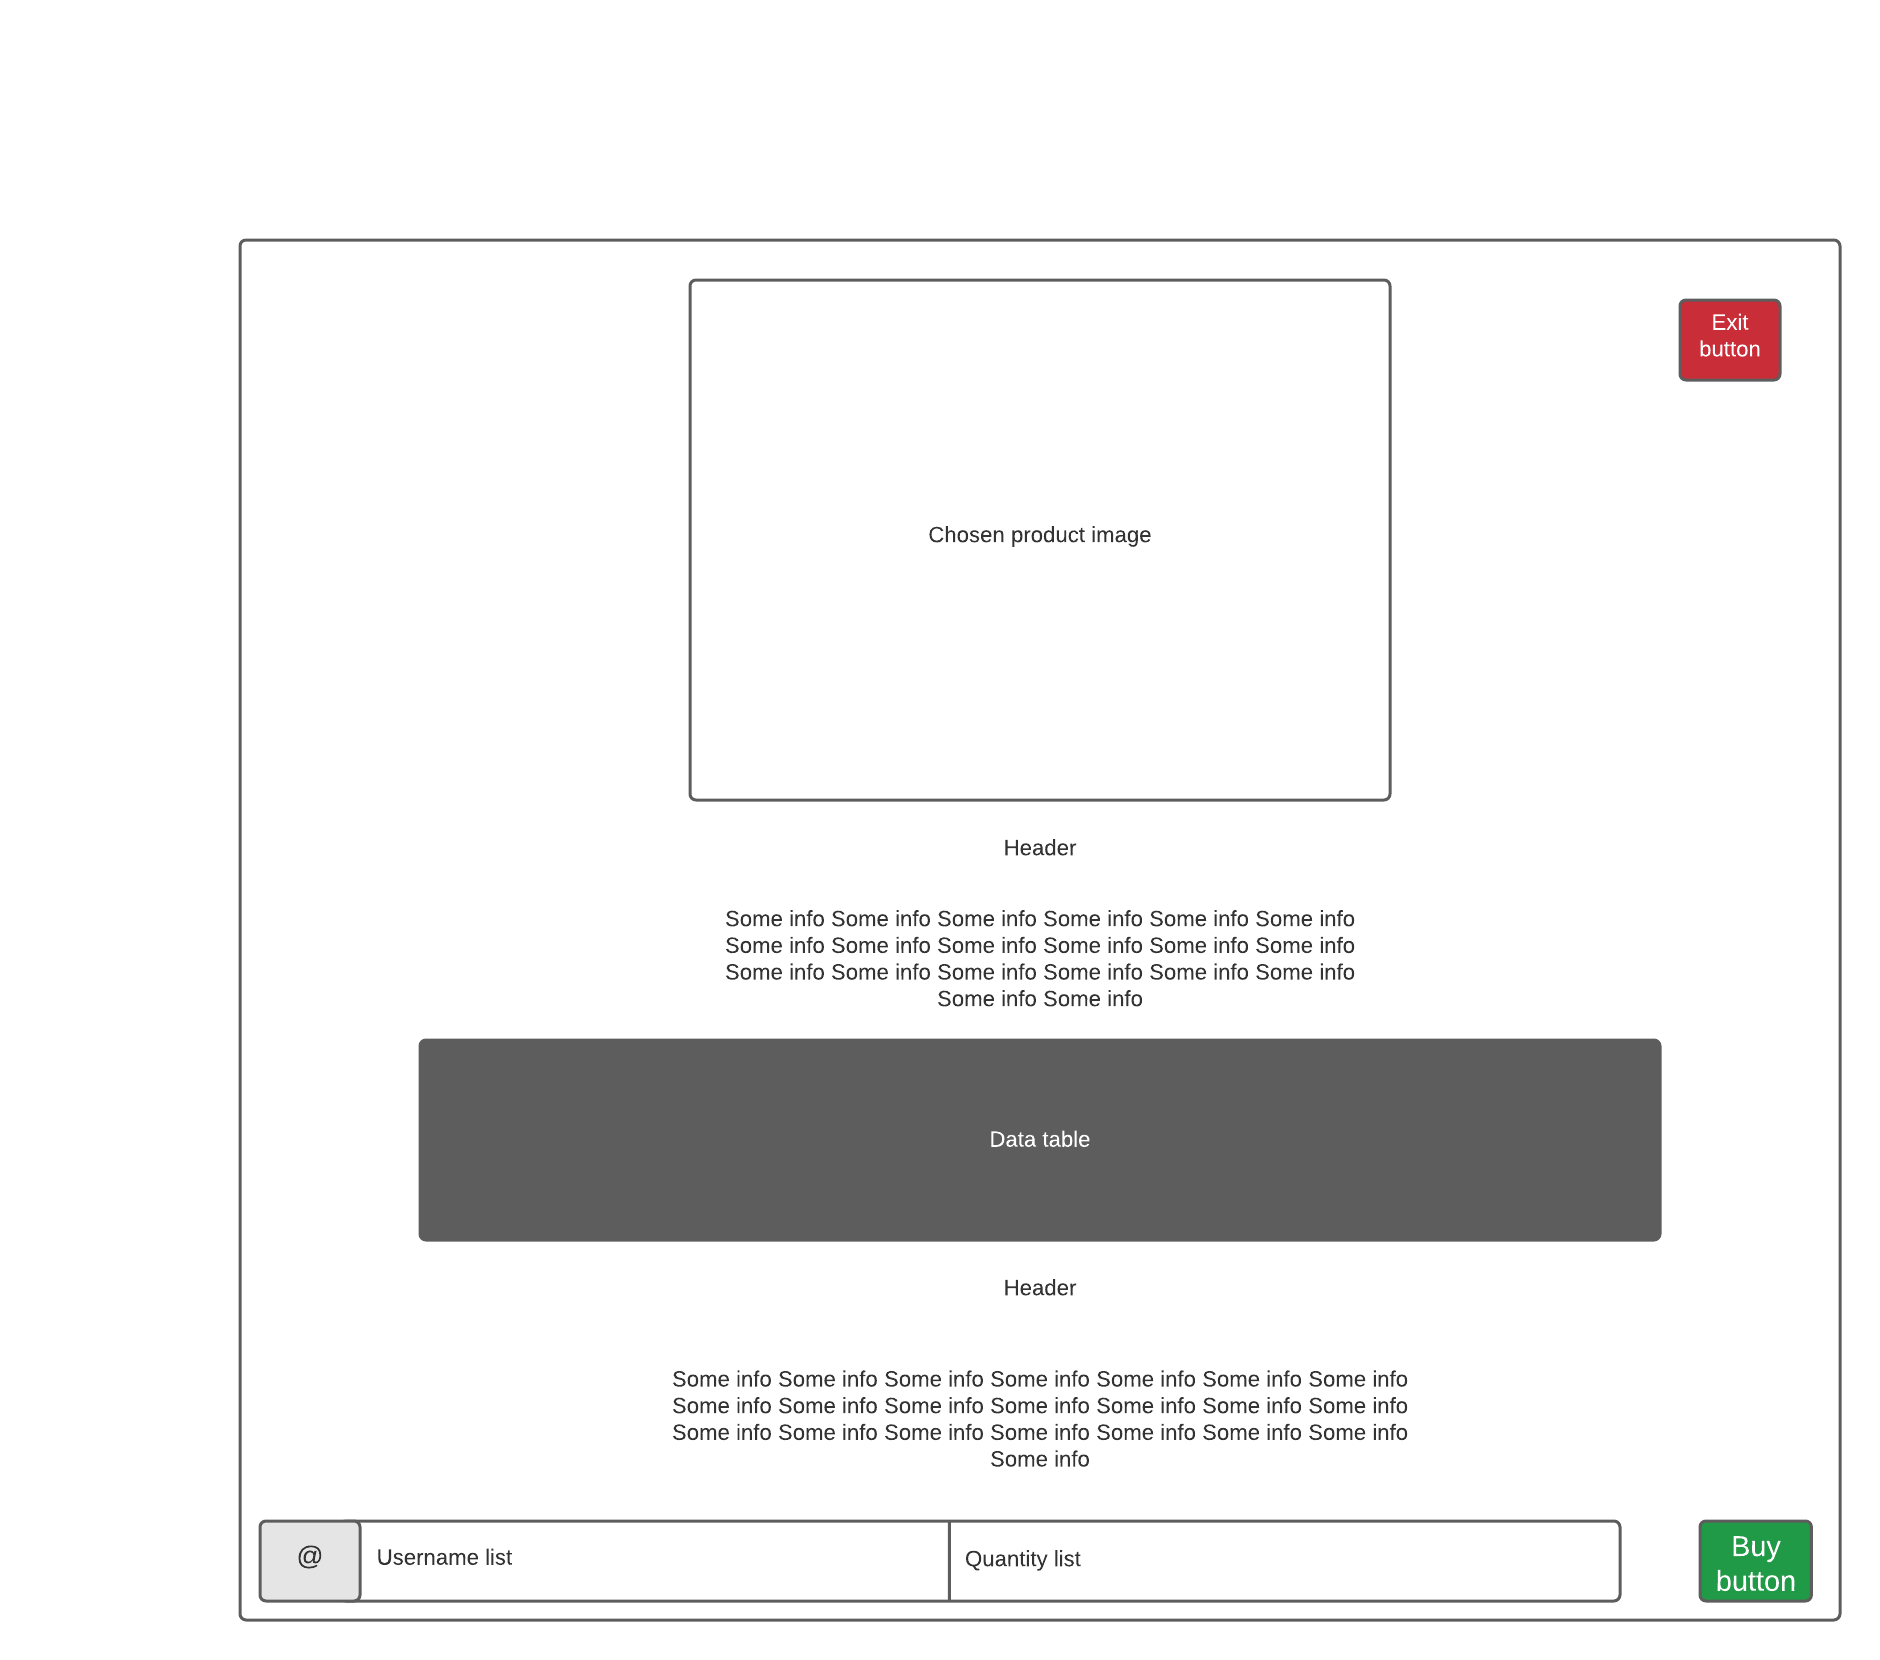 Exit
button
Chosen product image
Header
Some info Some info Some info Some info Some info Some info
Some info Some info Some info Some info Some info Some info
Some info Some info Some info Some info Some info Some info
Some info Some info
Data table
Header
Some info Some info Some info Some info Some info Some info Some info
Some info Some info Some info Some info Some info Some info Some info
Some info Some info Some info Some info Some info Some info Some info
Some info
@
Username list
Quantity list
Buy
button